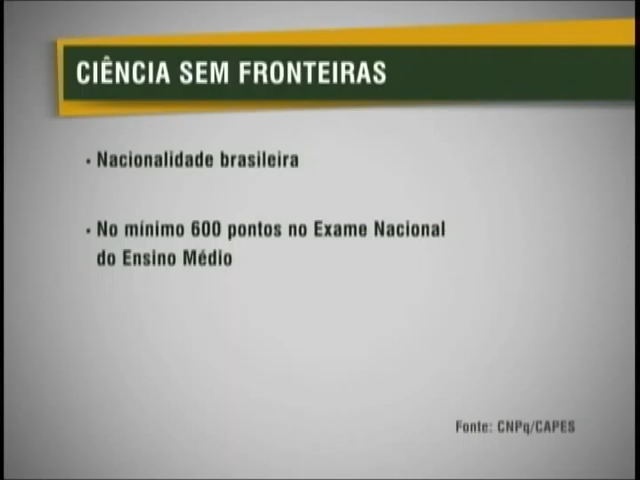 CIÊNCIA SEM FRONTEIRAS
• Nacionalidade brasileira
• No mínimo 600 pontos no Exame Nacional
do Ensino Médio
Fonte: CNPq/CAPES